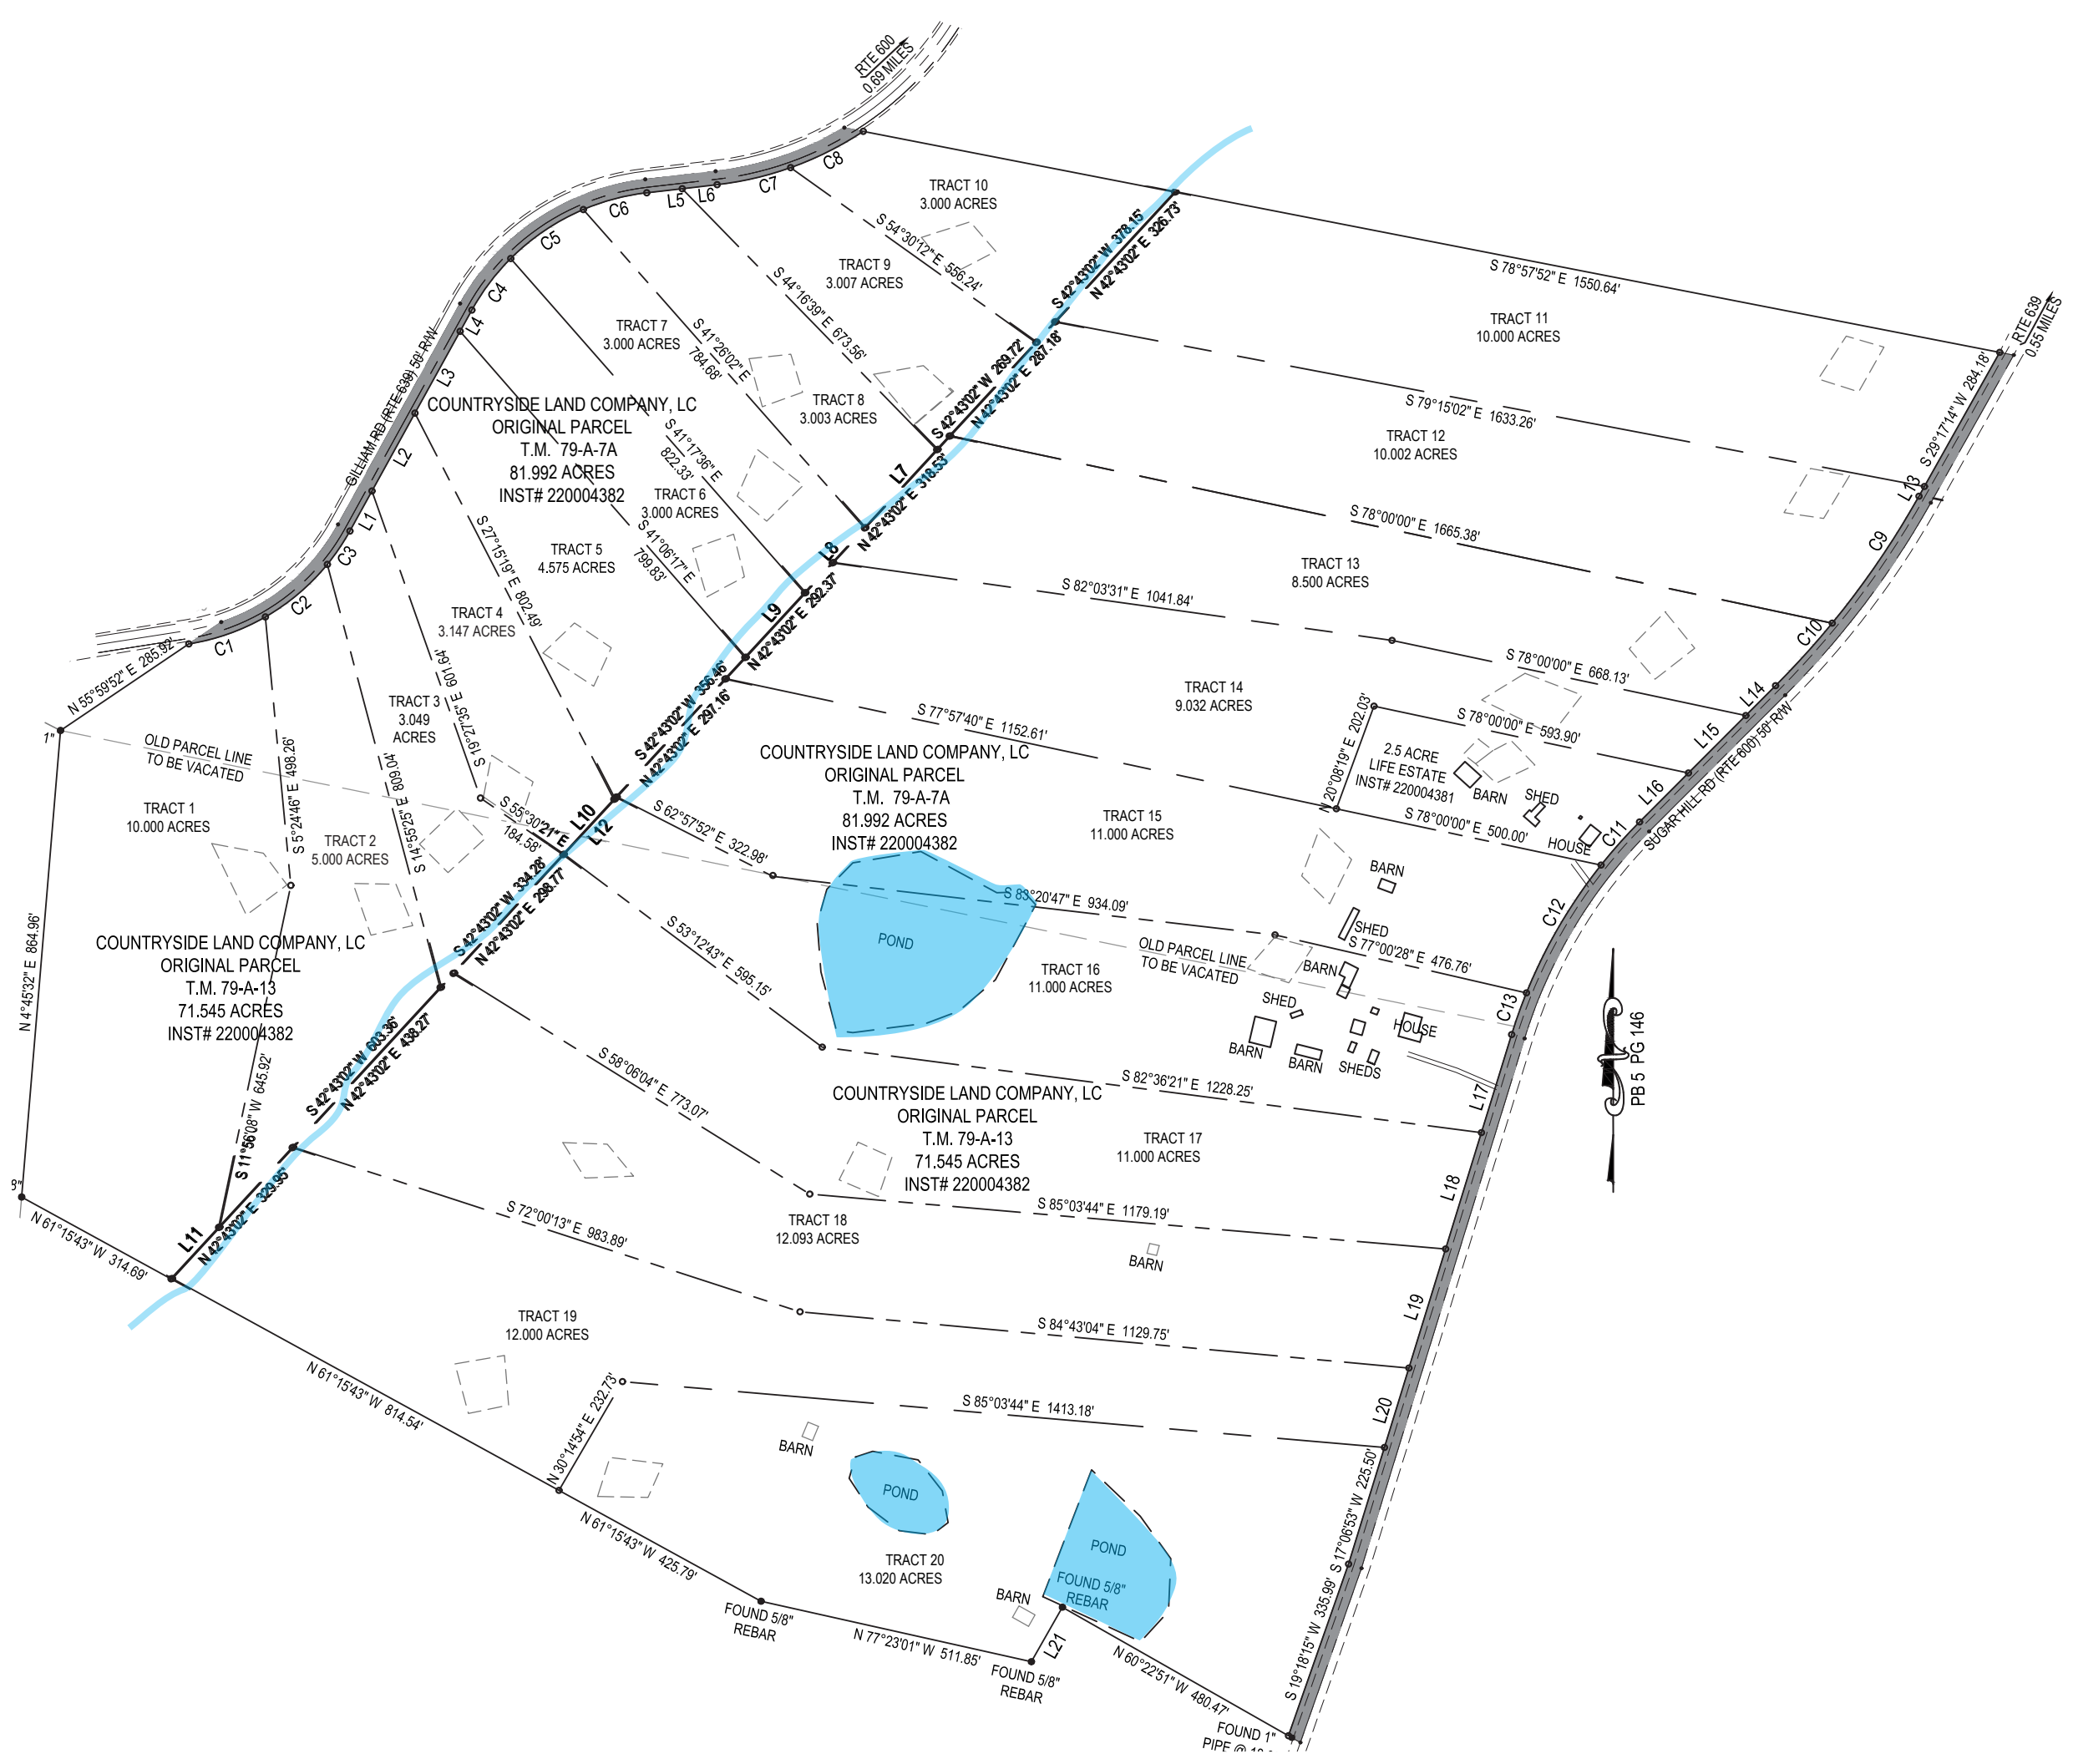 RTE 600
0.69 MILES
C8
C7
L6
L5
C6
C5
C4
L4
L3
L2
L1
C3
C2
C1
GILLIAM RD (RTE 639) 50' R/W
TRACT 10
3.000 ACRES
S 54°30'12" E 556.24'
TRACT 9
3.007 ACRES
S 44°16'39" E 673.56'
TRACT 8
3.003 ACRES
S 41°26'02" E
784.68'
TRACT 7
3.000 ACRES
S 41°17'36" E
822.33'
TRACT 6
3.000 ACRES
S 41°06'17" E
799.83'
TRACT 5
4.575 ACRES
S 27°15'19" E 802.49'
TRACT 4
3.147 ACRES
S 19°27'35" E 601.64'
TRACT 3
3.049
ACRES
S 14°55'25" E 809.04'
TRACT 2
5.000 ACRES
S 5°24'46" E 498.26'
TRACT 1
10.000 ACRES
COUNTRYSIDE LAND COMPANY, LC
ORIGINAL PARCEL
T.M. 79-A-7A
81.992 ACRES
INST# 220004382
N 55°59'52" E 285.92'
1"
OLD PARCEL LINE
TO BE VACATED
N 4°45'32" E 864.96'
COUNTRYSIDE LAND COMPANY, LC
ORIGINAL PARCEL
T.M. 79-A-13
71.545 ACRES
INST# 220004382
S 11°56'08" W 645.92'
S 55°30'21" E
184.58'
8"
N 61°15'43" W 314.69'
L11
N 42°43'02" E 329.95'
S 42°43'02" W 603.36'
N 42°43'02" E 438.27'
S 42°43'02" W 334.28'
N 42°43'02" E 298.77'
L10
L12
S 42°43'02" W 356.46'
N 42°43'02" E 297.16'
L9
N 42°43'02" E 292.37'
L8
N 42°43'02" E 318.53'
L7
S 42°43'02" W 269.72'
N 42°43'02" E 287.18'
S 42°43'02" W 378.15'
N 42°43'02" E 326.73'
S 78°57'52" E 1550.64'
TRACT 11
10.000 ACRES
RTE 639
0.55 MILES
S 29°17'14" W 284.18'
S 79°15'02" E 1633.26'
TRACT 12
10.002 ACRES
L13
C9
S 78°00'00" E 1665.38'
TRACT 13
8.500 ACRES
C10
S 82°03'31" E 1041.84'
S 78°00'00" E 668.13'
L14
TRACT 14
9.032 ACRES
S 77°57'40" E 1152.61'
N 20°08'19" E 202.03'
S 78°00'00" E 593.90'
L15
2.5 ACRE
LIFE ESTATE
INST# 220004381
BARN
SHED
HOUSE
L16
SUGAR HILL RD (RTE 600) 50' R/W
S 78°00'00" E 500.00'
C11
COUNTRYSIDE LAND COMPANY, LC
ORIGINAL PARCEL
T.M. 79-A-7A
81.992 ACRES
INST# 220004382
TRACT 15
11.000 ACRES
BARN
SHED
C12
S 62°57'52" E 322.98'
S 83°20'47" E 934.09'
S 77°00'28" E 476.76'
POND
OLD PARCEL LINE
TO BE VACATED
TRACT 16
11.000 ACRES
BARN
SHED
HOUSE
BARN
BARN
SHEDS
C13
S 53°12'43" E 595.15'
S 82°36'21" E 1228.25'
L17
PB 5 PG 146
COUNTRYSIDE LAND COMPANY, LC
ORIGINAL PARCEL
T.M. 79-A-13
71.545 ACRES
INST# 220004382
TRACT 17
11.000 ACRES
S 58°06'04" E 773.07'
S 85°03'44" E 1179.19'
L18
TRACT 18
12.093 ACRES
BARN
S 72°00'13" E 983.89'
S 84°43'04" E 1129.75'
L19
TRACT 19
12.000 ACRES
N 61°15'43" W 814.54'
N 30°14'54" E 232.73'
S 85°03'44" E 1413.18'
L20
BARN
POND
POND
S 17°06'53" W 225.50'
TRACT 20
13.020 ACRES
N 61°15'43" W 425.79'
FOUND 5/8"
REBAR
BARN
FOUND 5/8"
REBAR
N 77°23'01" W 511.85'
L21
FOUND 5/8"
REBAR
N 60°22'51" W 480.47'
S 19°18'15" W 335.99'
FOUND 1"
PIPE @